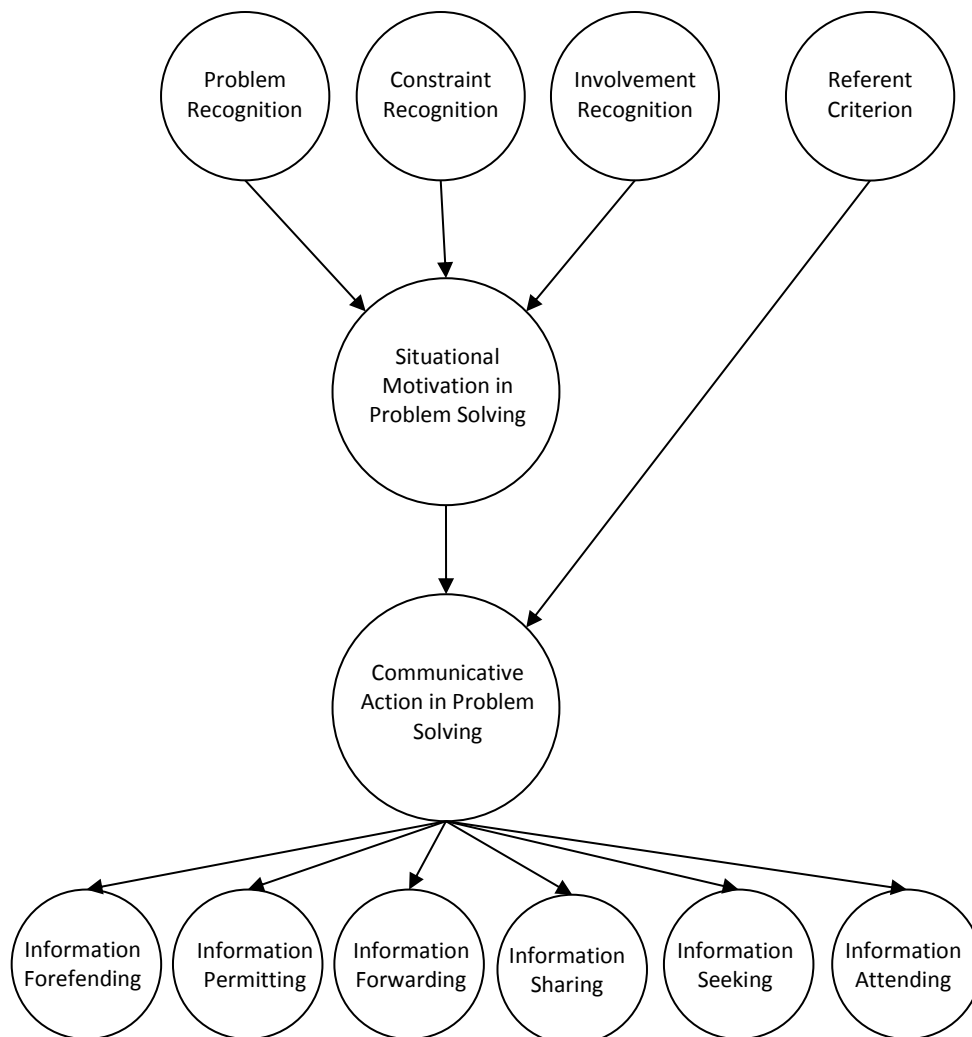 Problem
Recognition
Constraint
Recognition
Involvement
Recognition
Referent
Criterion
Situational
Motivation in
Problem Solving
Communicative
Action in Problem
Solving
Information
Forefending
Information
Permitting
Information
Forwarding
Information
Sharing
Information
Seeking
Information
Attending